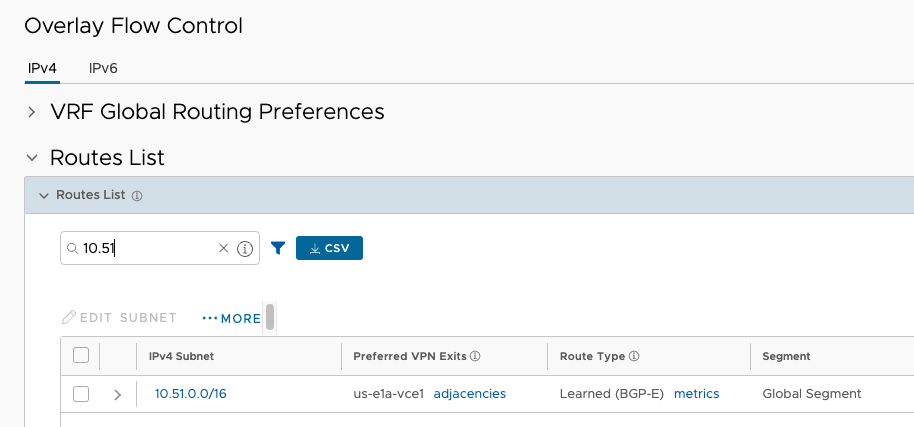 Overlay Flow Control
IPv4 IPv6
VRF Global Routing Preferences
Routes List
Routes List
10.51
CSV
EDIT SUBNET ••• MORE
IPv4 Subnet Preferred VPN Exits Route Type Segment
10.51.0.0/16 us-e1a-vce1 adjacencies Learned (BGP-E) metrics Global Segment